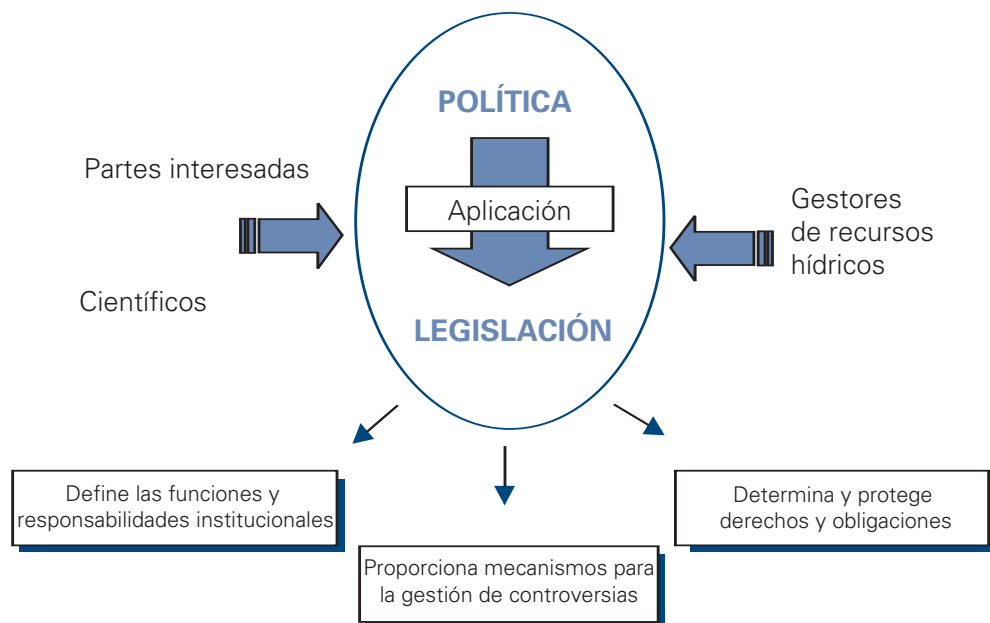 POLÍTICA
Partes interesadas
Aplicación
Gestores
de recursos
hídricos
Científicos
LEGISLACIÓN
Define las funciones y
responsabilidades institucionales
Determina y protege
derechos y obligaciones
Proporciona mecanismos para
la gestión de controversias